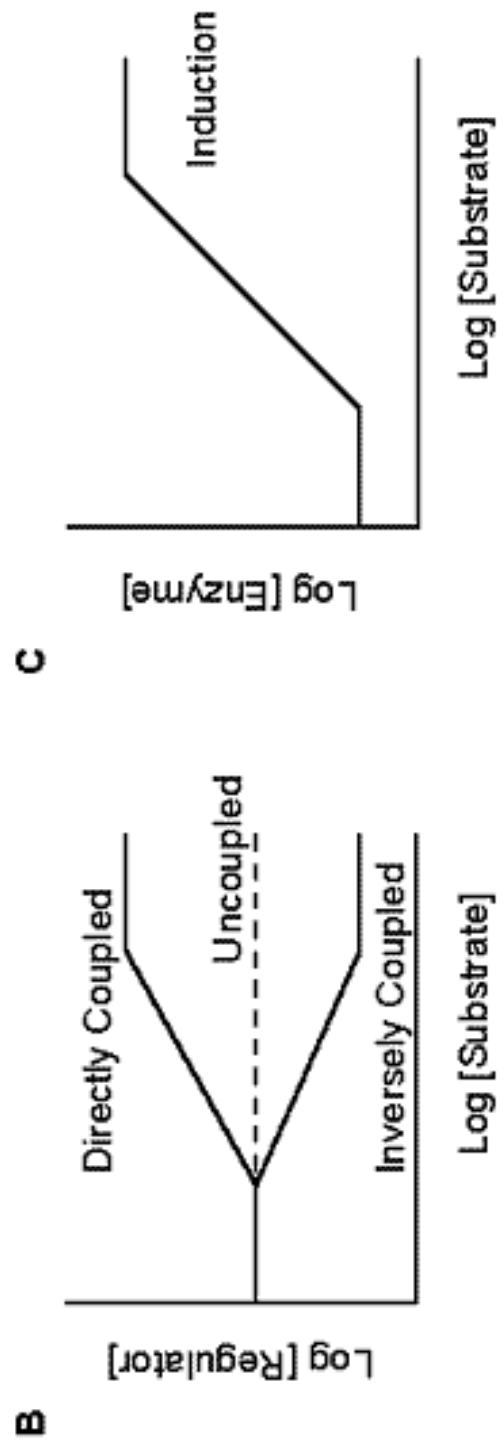 B
Log [Regulator]
Directly Coupled
Uncoupled
Inversely Coupled
Log [Substrate]
C
Log [Enzyme]
Induction
Log [Substrate]